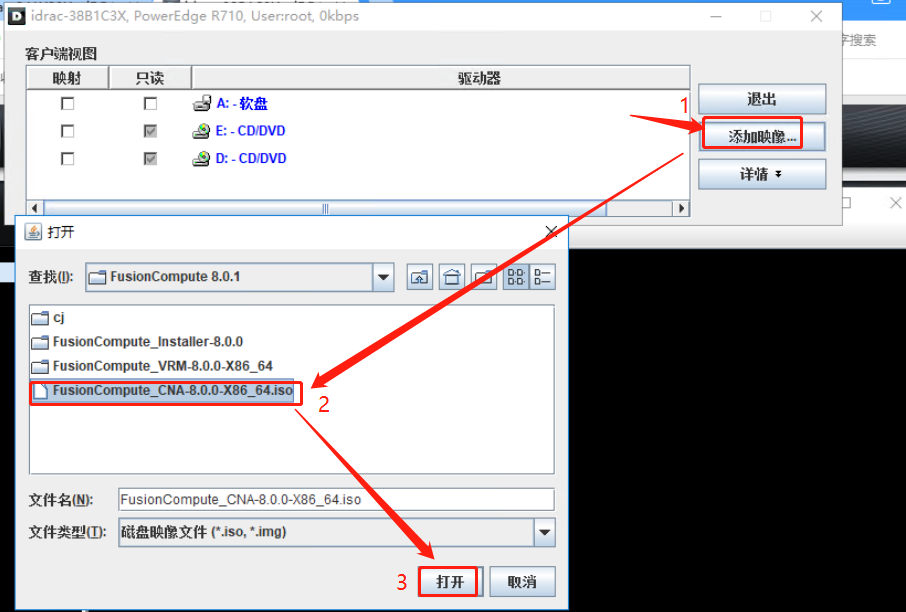 idrac-38B1C3X, PowerEdge R710, User:root, 0kbps
字搜索
客户端视图
映射 只读 驱动器
A: - 软盘
E: - CD/DVD
D: - CD/DVD
1
退出
添加映像...
详情
打开
查找(I): FusionCompute 8.0.1
cj
FusionCompute_Installer-8.0.0
FusionCompute_VRM-8.0.0-X86_64
FusionCompute_CNA-8.0.0-X86_64.iso
2
文件名(N): FusionCompute_CNA-8.0.0-X86_64.iso
文件类型(T): 磁盘映像文件 (*.iso, *.img)
3 打开 取消